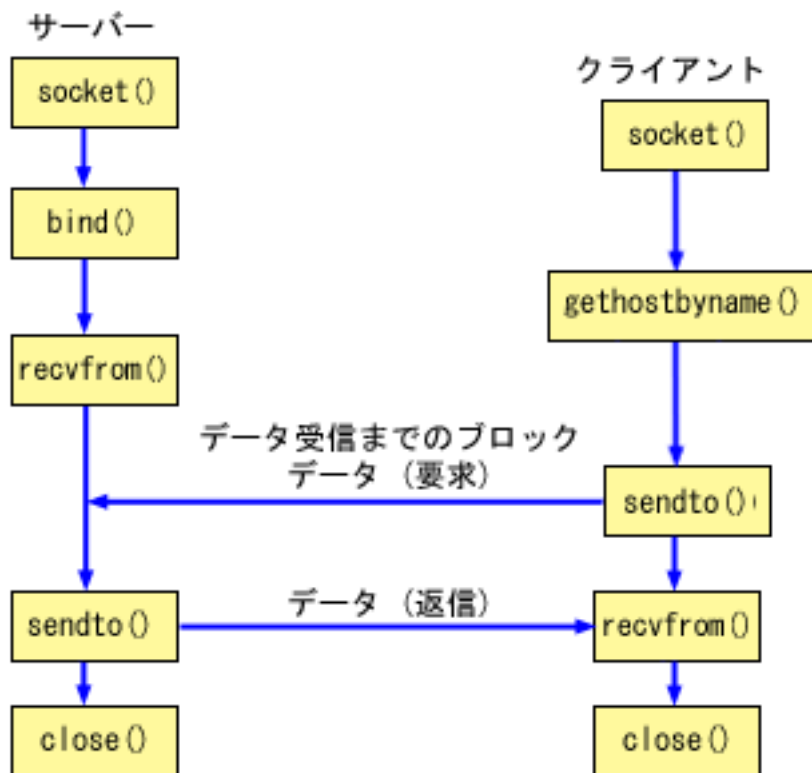 サーバー
クライアント
socket()
socket()
bind()
gethostbyname()
recvfrom()
データ受信までのブロック
データ (要求)
sendto()
データ (返信)
sendto()
recvfrom()
close()
close()